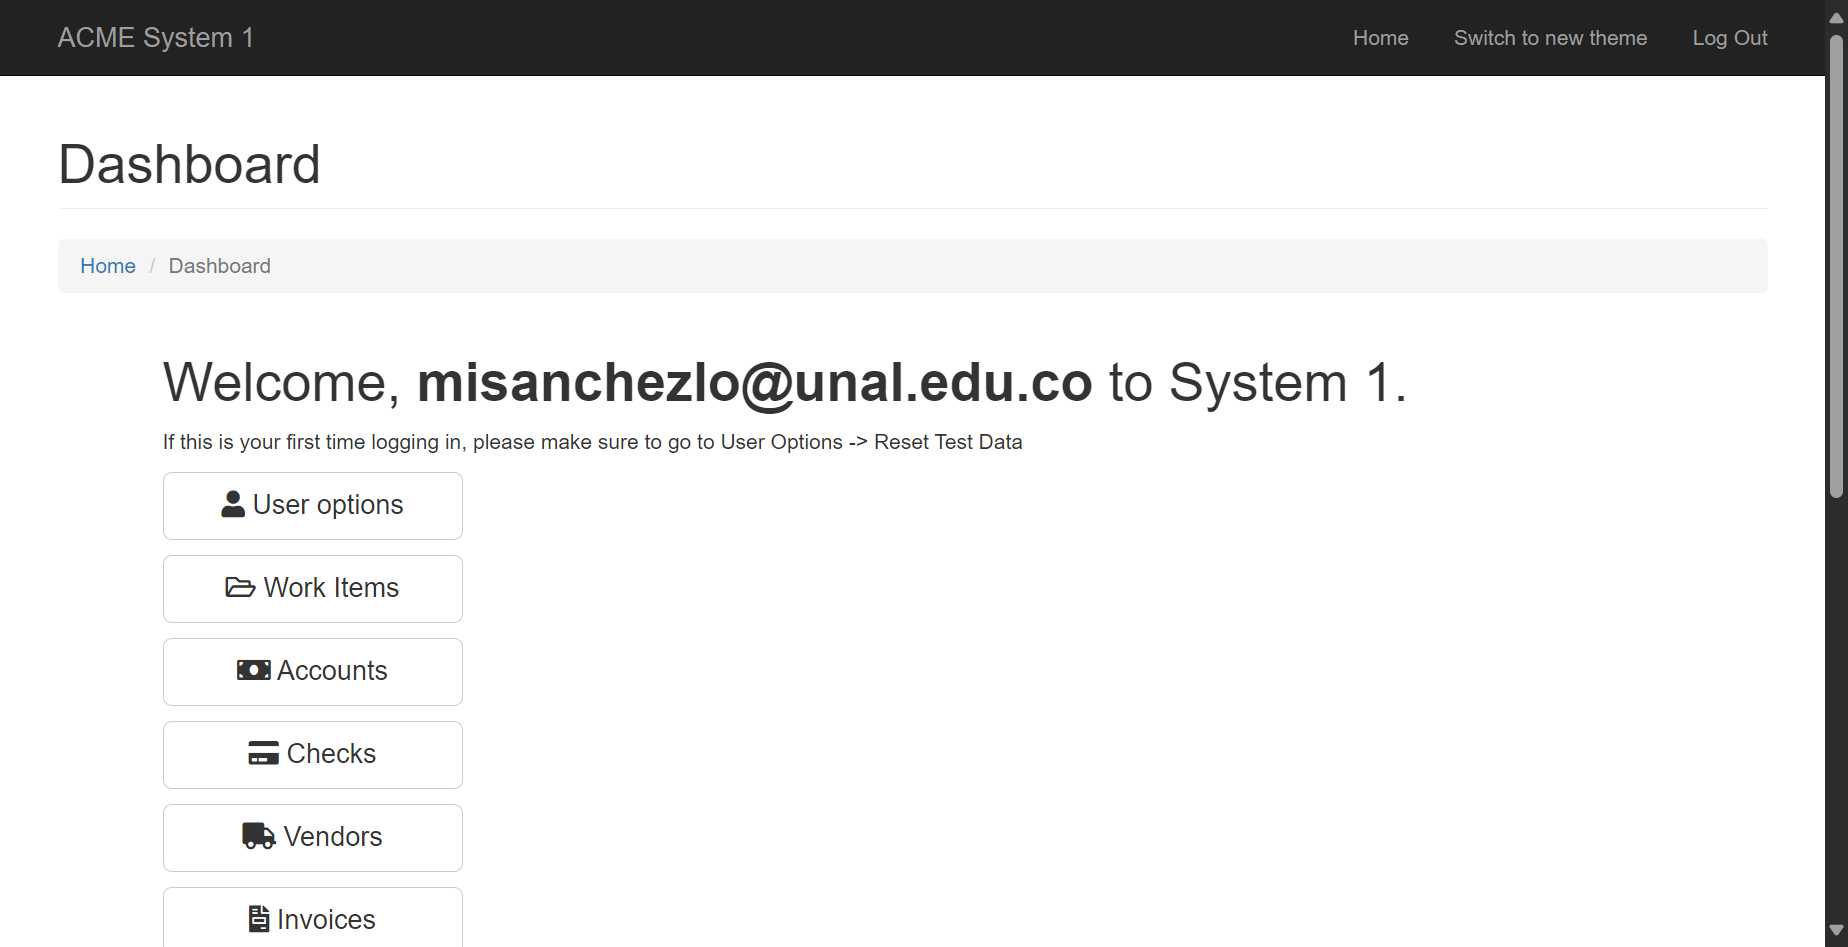 ACME System 1
Home
Switch to new theme
Log Out
Dashboard
Home / Dashboard
Welcome, misanchezlo@unal.edu.co to System 1.
If this is your first time logging in, please make sure to go to User Options -> Reset Test Data
User options
Work Items
Accounts
Checks
Vendors
Invoices